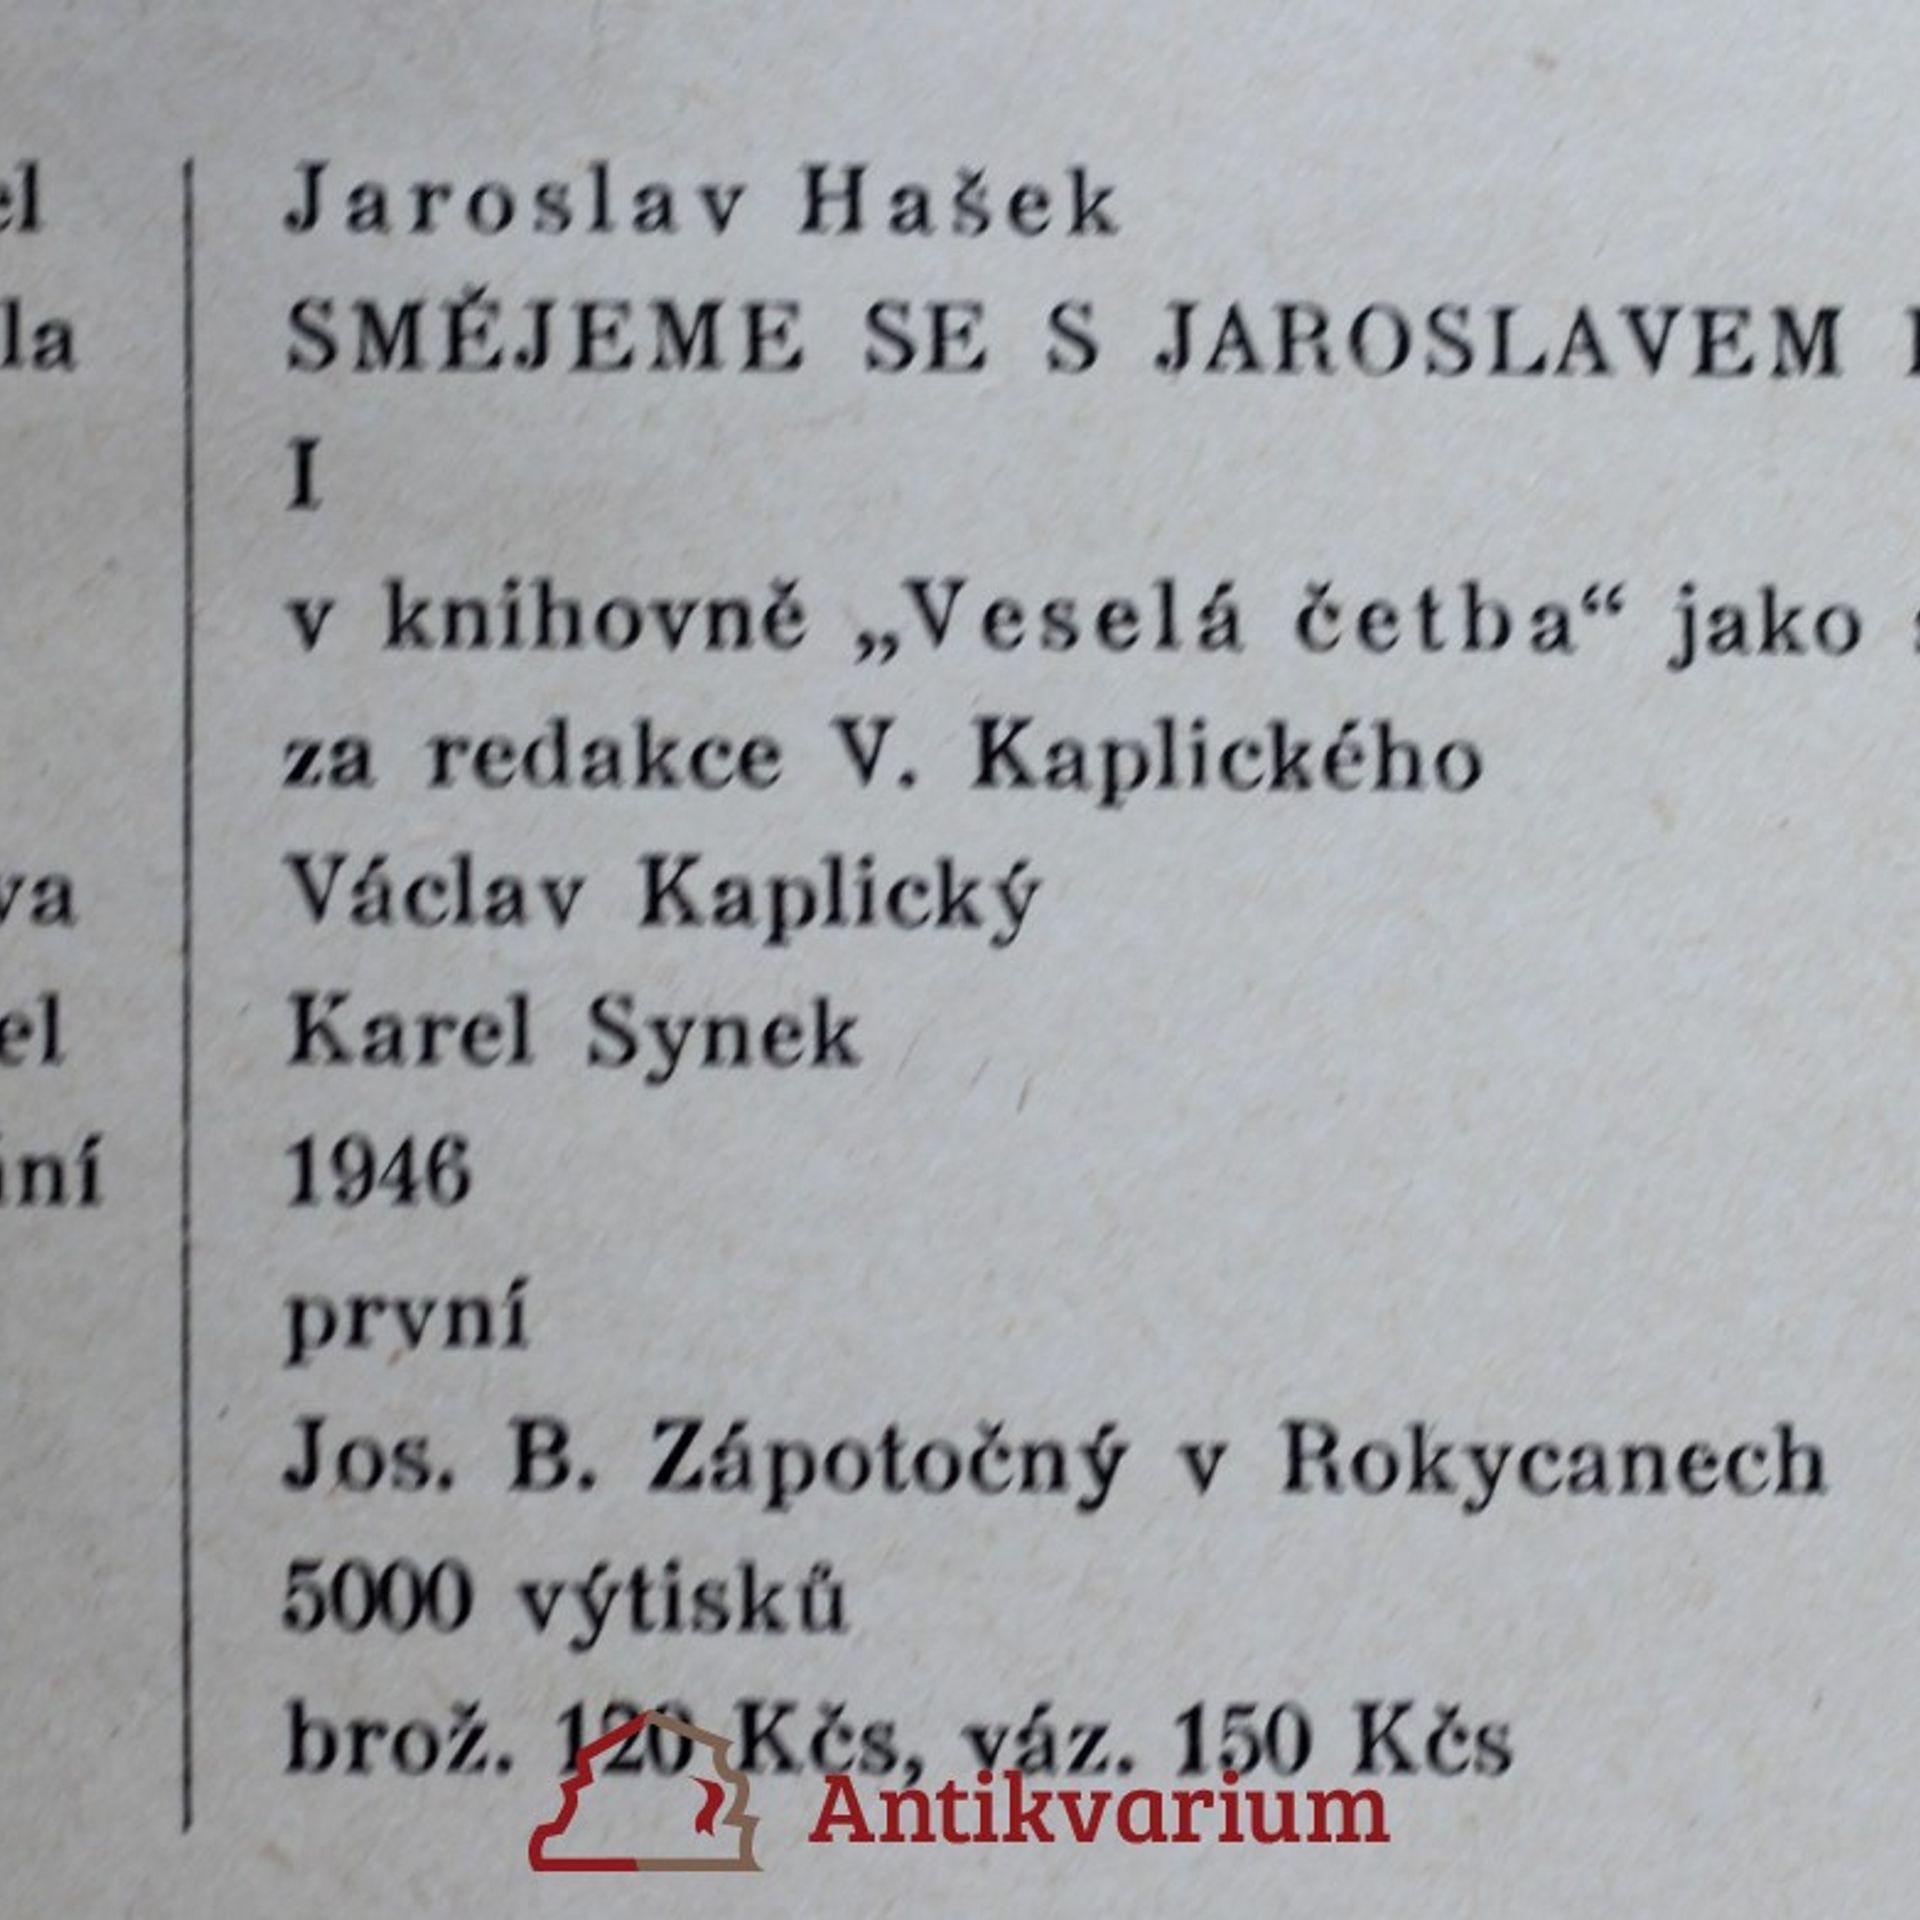 el Jaroslav Hašek
la SMĚJEME SE S JAROSLAVEM
I
v knihovně „Veselá četba“ jako
za redakce V. Kaplického
va Václav Kaplický
el Karel Synek
ní 1946
první
Jos. B. Zápotočný v Rokycanech
5000 výtisků
brož. 120 Kčs, váz. 150 Kčs
Antikvarium